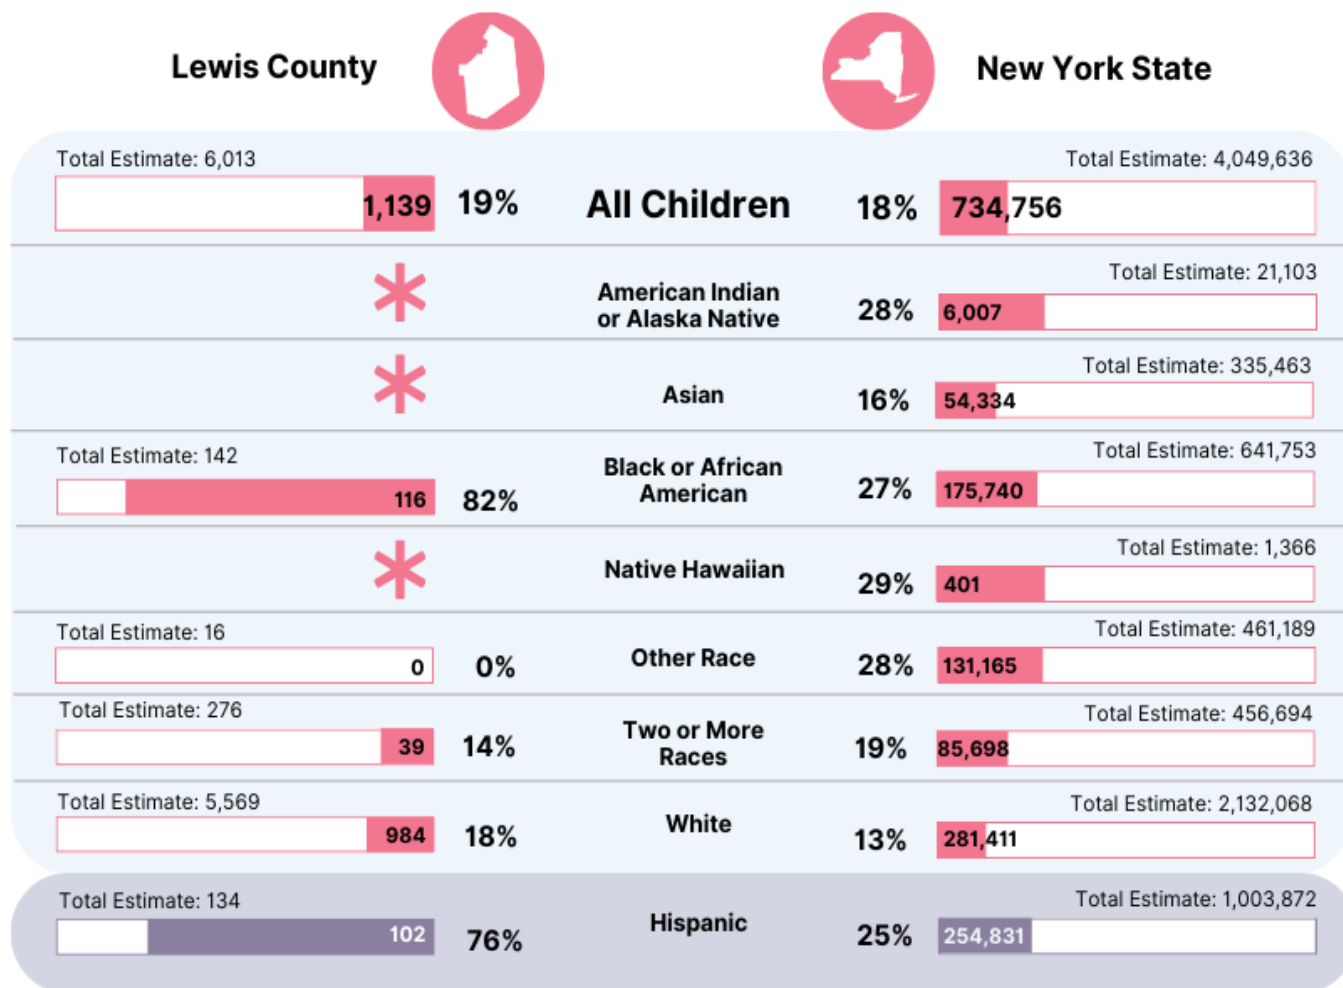 Lewis County
New York State
Total Estimate: 6,013
Total Estimate: 4,049,636
1,139 19% All Children 18% 734,756
Total Estimate: 21,103
* American Indian
or Alaska Native 28% 6,007
Total Estimate: 335,463
* Asian 16% 54,334
Total Estimate: 142
Total Estimate: 641,753
116 82% Black or African
American 27% 175,740
Total Estimate: 1,366
* Native Hawaiian 29% 401
Total Estimate: 16
Total Estimate: 461,189
0 0% Other Race 28% 131,165
Total Estimate: 276
Total Estimate: 456,694
39 14% Two or More
Races 19% 85,698
Total Estimate: 5,569
Total Estimate: 2,132,068
984 18% White 13% 281,411
Total Estimate: 134
Total Estimate: 1,003,872
102 76% Hispanic 25% 254,831